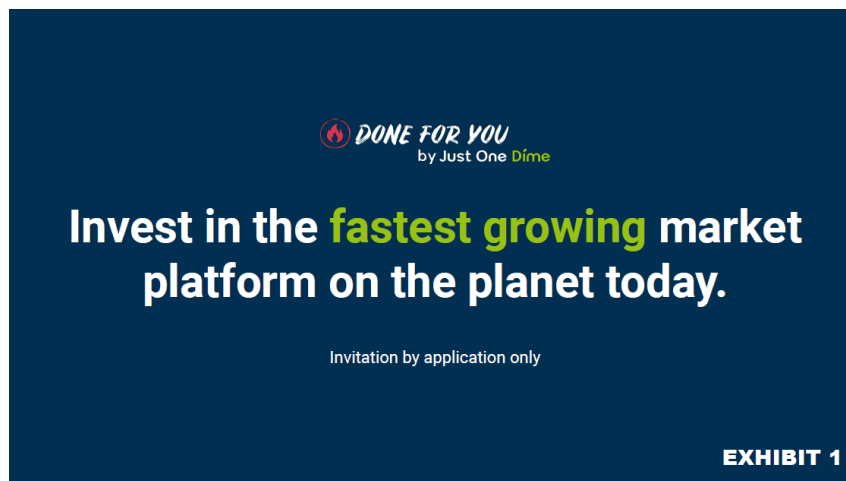 DONE FOR YOU
by Just One Dime
Invest in the fastest growing market
platform on the planet today.
Invitation by application only
EXHIBIT 1